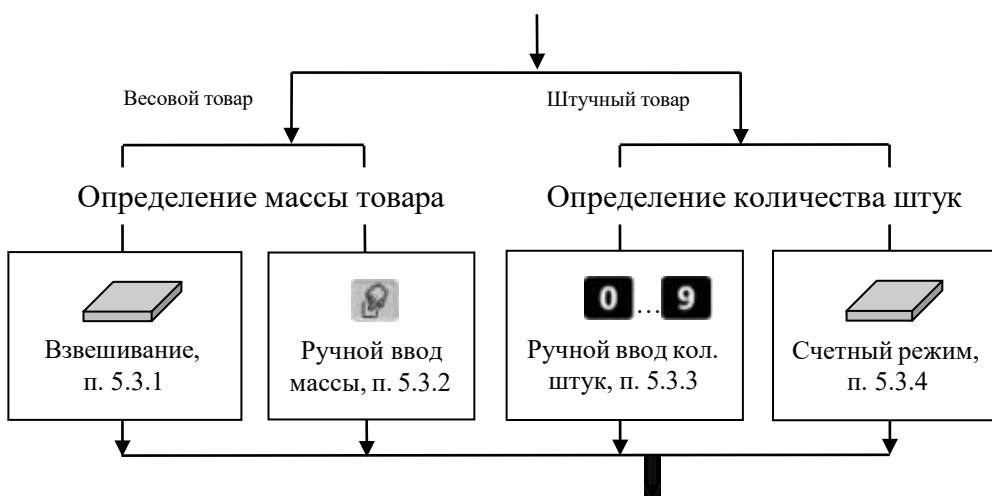 Весовой товар
Штучный товар
Определение массы товара
Определение количества штук
Взвешивание,
п. 5.3.1
Ручной ввод
массы, п. 5.3.2
0 ... 9
Ручной ввод кол.
штук, п. 5.3.3
Счетный режим,
п. 5.3.4